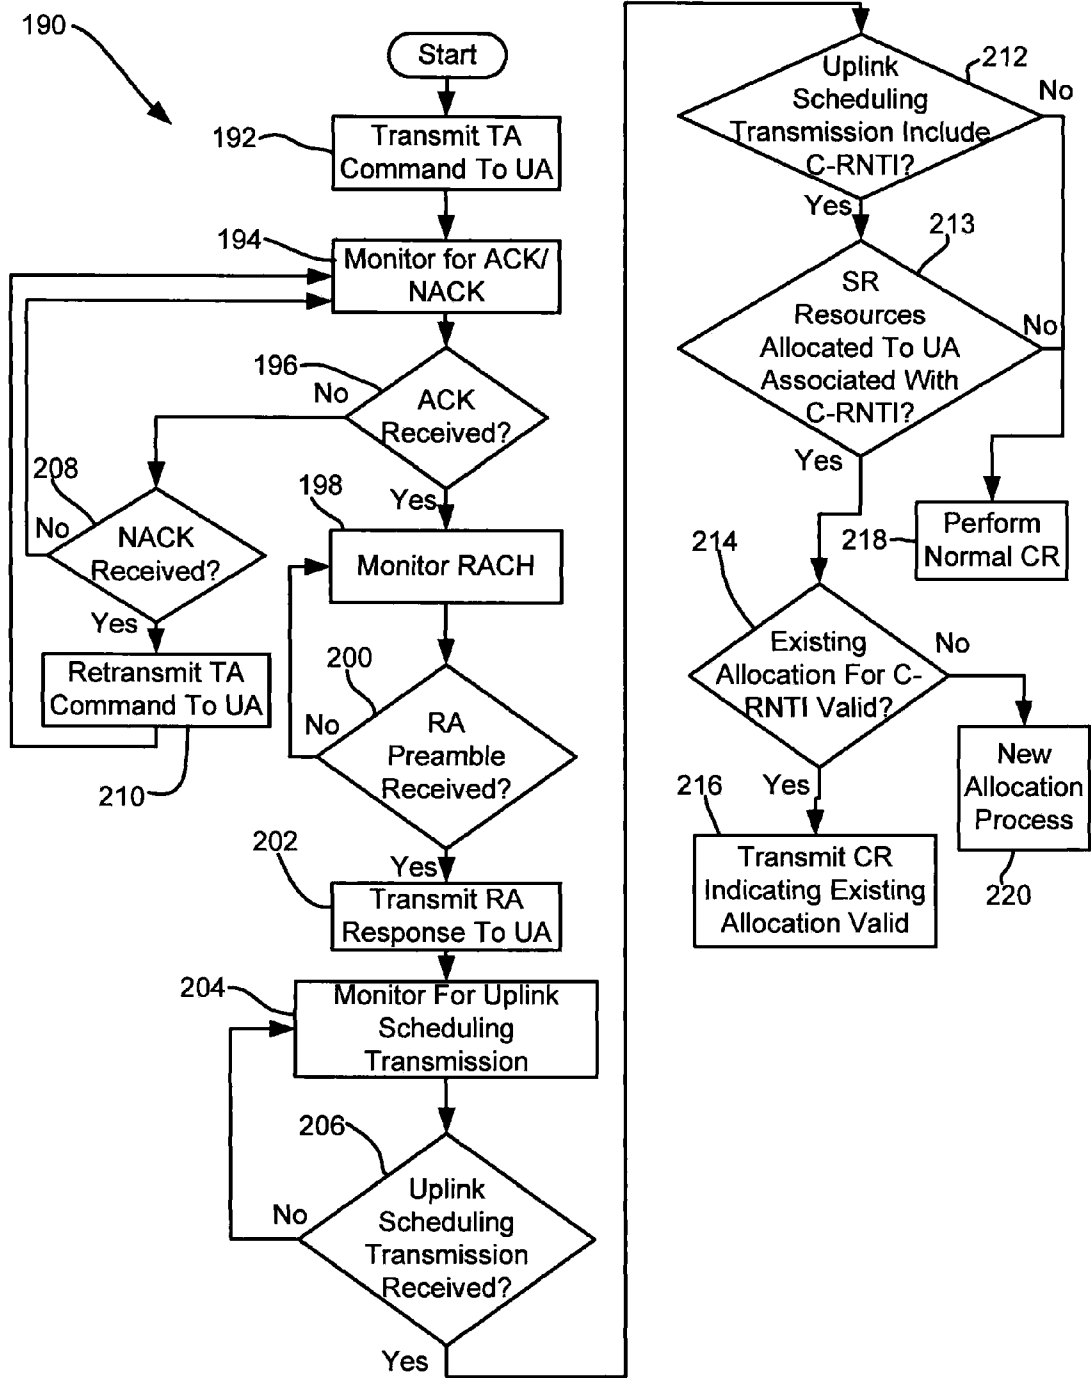 190
Start
192
Transmit TA
Command To UA
194
Monitor for ACK/
NACK
196
No
ACK
Received?
Yes
208
No
NACK
Received?
Yes
Retransmit TA
Command To UA
210
198
Monitor RACH
200
No
RA
Preamble
Received?
Yes
202
Transmit RA
Response To UA
204
Monitor For Uplink
Scheduling
Transmission
206
No
Uplink
Scheduling
Transmission
Received?
Yes
212
No
Uplink
Scheduling
Transmission Include
C-RNTI?
Yes
213
No
SR
Resources
Allocated To UA
Associated With
C-RNTI?
Yes
218
Perform
Normal CR
214
No
Existing
Allocation For C-
RNTI Valid?
Yes
216
Transmit CR
Indicating Existing
Allocation Valid
New
Allocation
Process
220